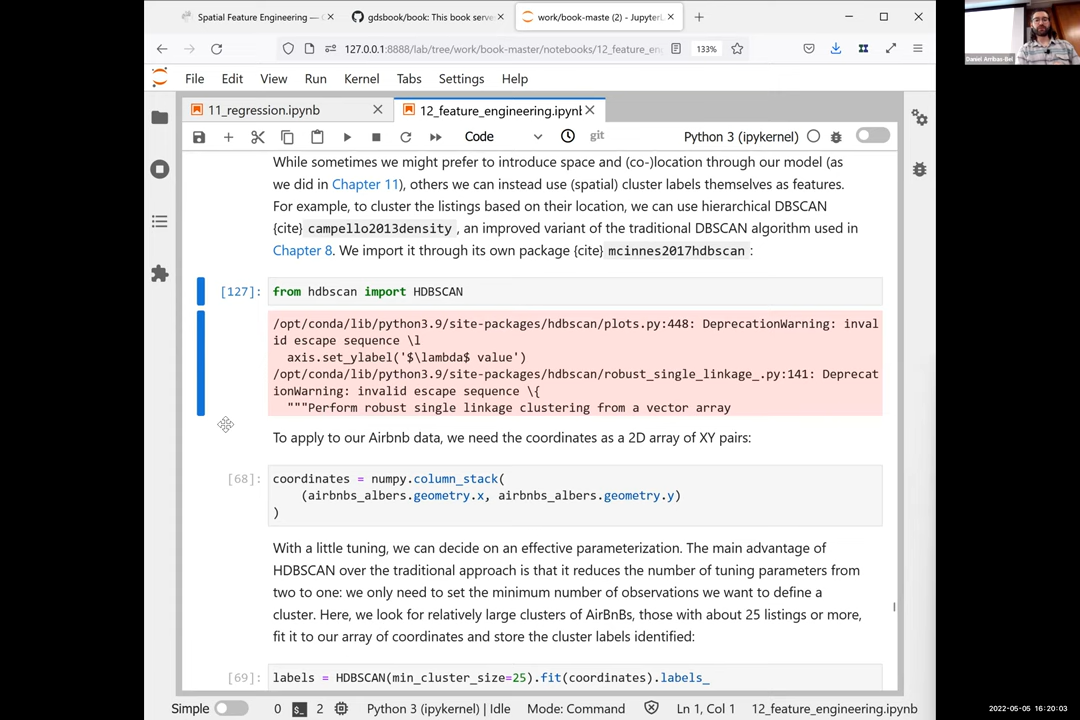 Spatial Feature Engineering — C
gdsbook/book: This book serve
work/book-maste (2) - JupyterL
127.0.0.1:8888/lab/tree/work/book-master/notebooks/12_feature_en
133%
File Edit View Run Kernel Tabs Settings Help
11_regression.ipynb
12_feature_engineering.ipynb
Code
git
Python 3 (ipykernel)
While sometimes we might prefer to introduce space and (co-)location through our model (as
we did in Chapter 11), others we can instead use (spatial) cluster labels themselves as features.
For example, to cluster the listings based on their location, we can use hierarchical DBSCAN
{cite} campello2013density , an improved variant of the traditional DBSCAN algorithm used in
Chapter 8. We import it through its own package {cite} mcinnes2017hdbscan :
[127]: from hdbscan import HDBSCAN
/opt/conda/lib/python3.9/site-packages/hdbscan/plots.py:448: DeprecationWarning: inval
id escape sequence \l
axis.set_ylabel('$\lambda$ value')
/opt/conda/lib/python3.9/site-packages/hdbscan/robust_single_linkage_.py:141: Deprecat
ionWarning: invalid escape sequence \{
"""Perform robust single linkage clustering from a vector array
To apply to our Airbnb data, we need the coordinates as a 2D array of XY pairs:
[68]: coordinates = numpy.column_stack(
(airbnbs_albers.geometry.x, airbnbs_albers.geometry.y)
)
With a little tuning, we can decide on an effective parameterization. The main advantage of
HDBSCAN over the traditional approach is that it reduces the number of tuning parameters from
two to one: we only need to set the minimum number of observations we want to define a
cluster. Here, we look for relatively large clusters of AirBnBs, those with about 25 listings or more,
fit it to our array of coordinates and store the cluster labels identified:
[69]: labels = HDBSCAN(min_cluster_size=25).fit(coordinates).labels_
Simple 0 2 Python 3 (ipykernel) | Idle Mode: Command Ln 1, Col 1 12_feature_engineering.ipynb
Daniel Arribas-Bel
2022-05-05 16:20:03